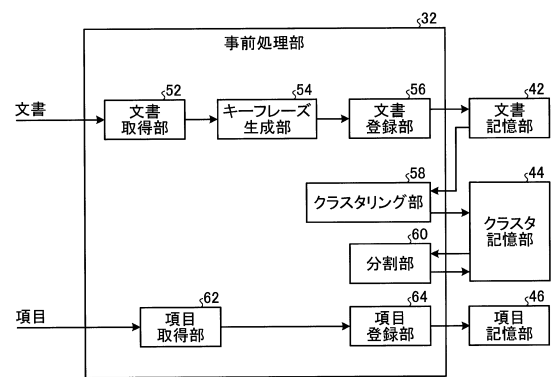 32
事前処理部
文書
52
文書
取得部
54
キーフレーズ
生成部
56
文書
登録部
42
文書
記憶部
58
クラスタリング部
44
クラスタ
記憶部
60
分割部
項目
62
項目
取得部
64
項目
登録部
46
項目
記憶部